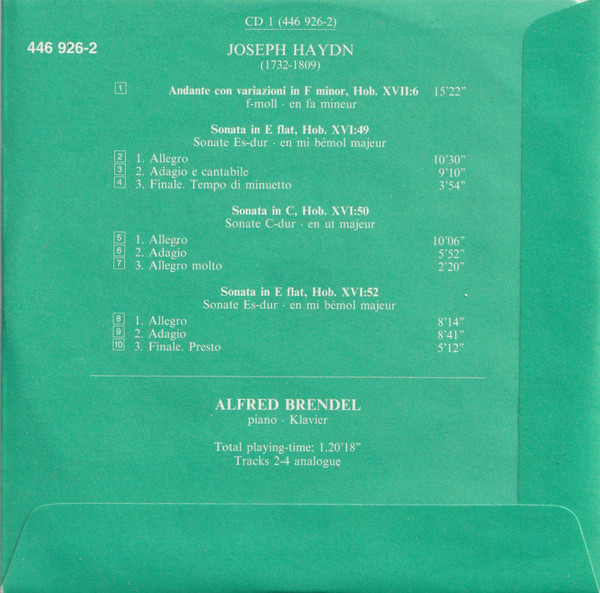 CD 1 (446 926-2)
446 926-2
JOSEPH HAYDN
(1732-1809)
1 Andante con variazioni in F minor, Hob. XVII:6 15’22”
f-moll · en fa mineur
Sonata in E flat, Hob. XVI:49
Sonate Es-dur · en mi bémol majeur
2 1. Allegro 10’30”
3 2. Adagio e cantabile 9’10”
4 3. Finale. Tempo di minuetto 3’54”
Sonata in C, Hob. XVI:50
Sonate C-dur · en ut majeur
5 1. Allegro 10’06”
6 2. Adagio 5’52”
7 3. Allegro molto 2’20”
Sonata in E flat, Hob. XVI:52
Sonate Es-dur · en mi bémol majeur
8 1. Allegro 8’14”
9 2. Adagio 8’41”
10 3. Finale. Presto 5’12”
ALFRED BRENDEL
piano · Klavier
Total playing-time: 1.20’18”
Tracks 2-4 analogue